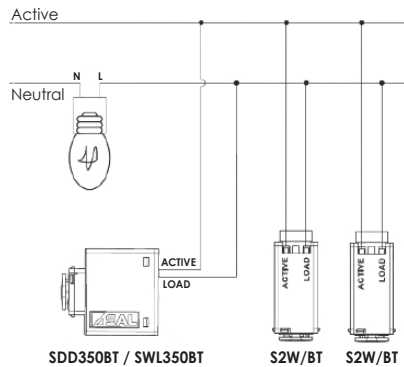 Active
N L
Neutral
ACTIVE
LOAD
SAL
ACTIVE
LOAD
ACTIVE
LOAD
SDD350BT / SWL350BT S2W/BT S2W/BT